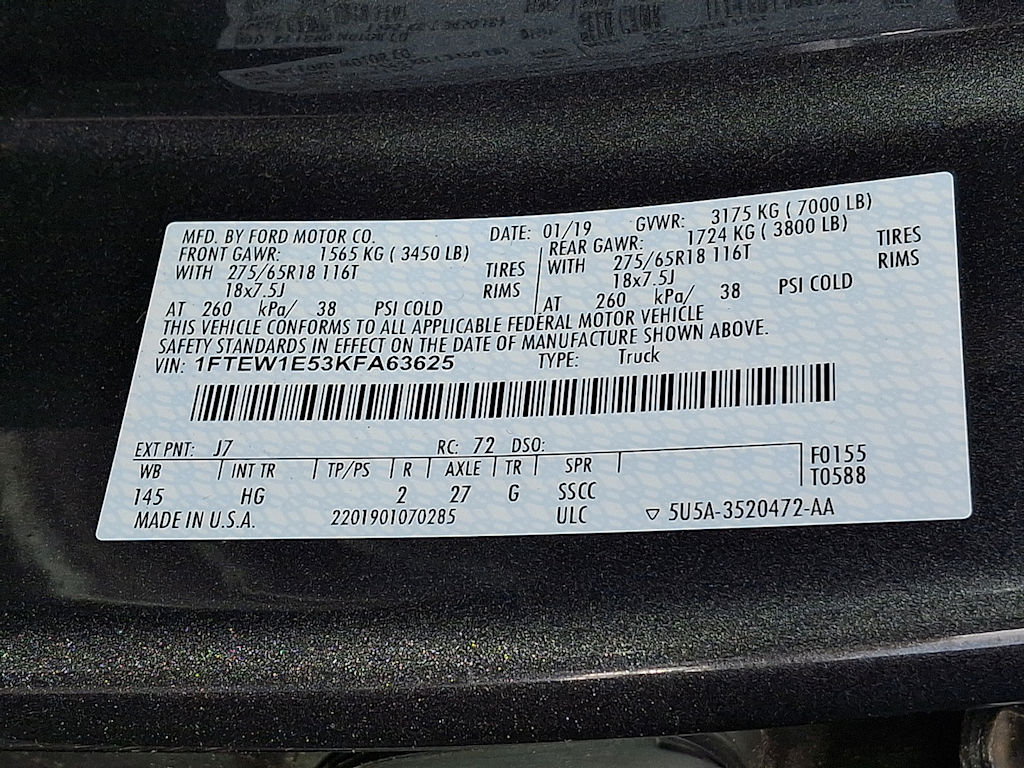 MFD. BY FORD MOTOR CO. DATE: 01/19 GVWR: 3175 KG ( 7000 LB)
FRONT GAWR: 1565 KG ( 3450 LB) REAR GAWR: 1724 KG ( 3800 LB)
WITH 275/65R18 116T TIRES WITH 275/65R18 116T TIRES
18x7.5J RIMS 18x7.5J RIMS
AT 260 kPa/ 38 PSI COLD AT 260 kPa/ 38 PSI COLD
THIS VEHICLE CONFORMS TO ALL APPLICABLE FEDERAL MOTOR VEHICLE
SAFETY STANDARDS IN EFFECT ON THE DATE OF MANUFACTURE SHOWN ABOVE.
VIN: 1FTEW1E53KFA63625 TYPE: Truck
EXT PNT: J7 RC: 72 DSO:
WB INT TR TP/PS R AXLE TR SPR F0155
145 HG 2 27 G SSCC T0588
MADE IN U.S.A. 2201901070285 ULC ▽ 5U5A-3520472-AA